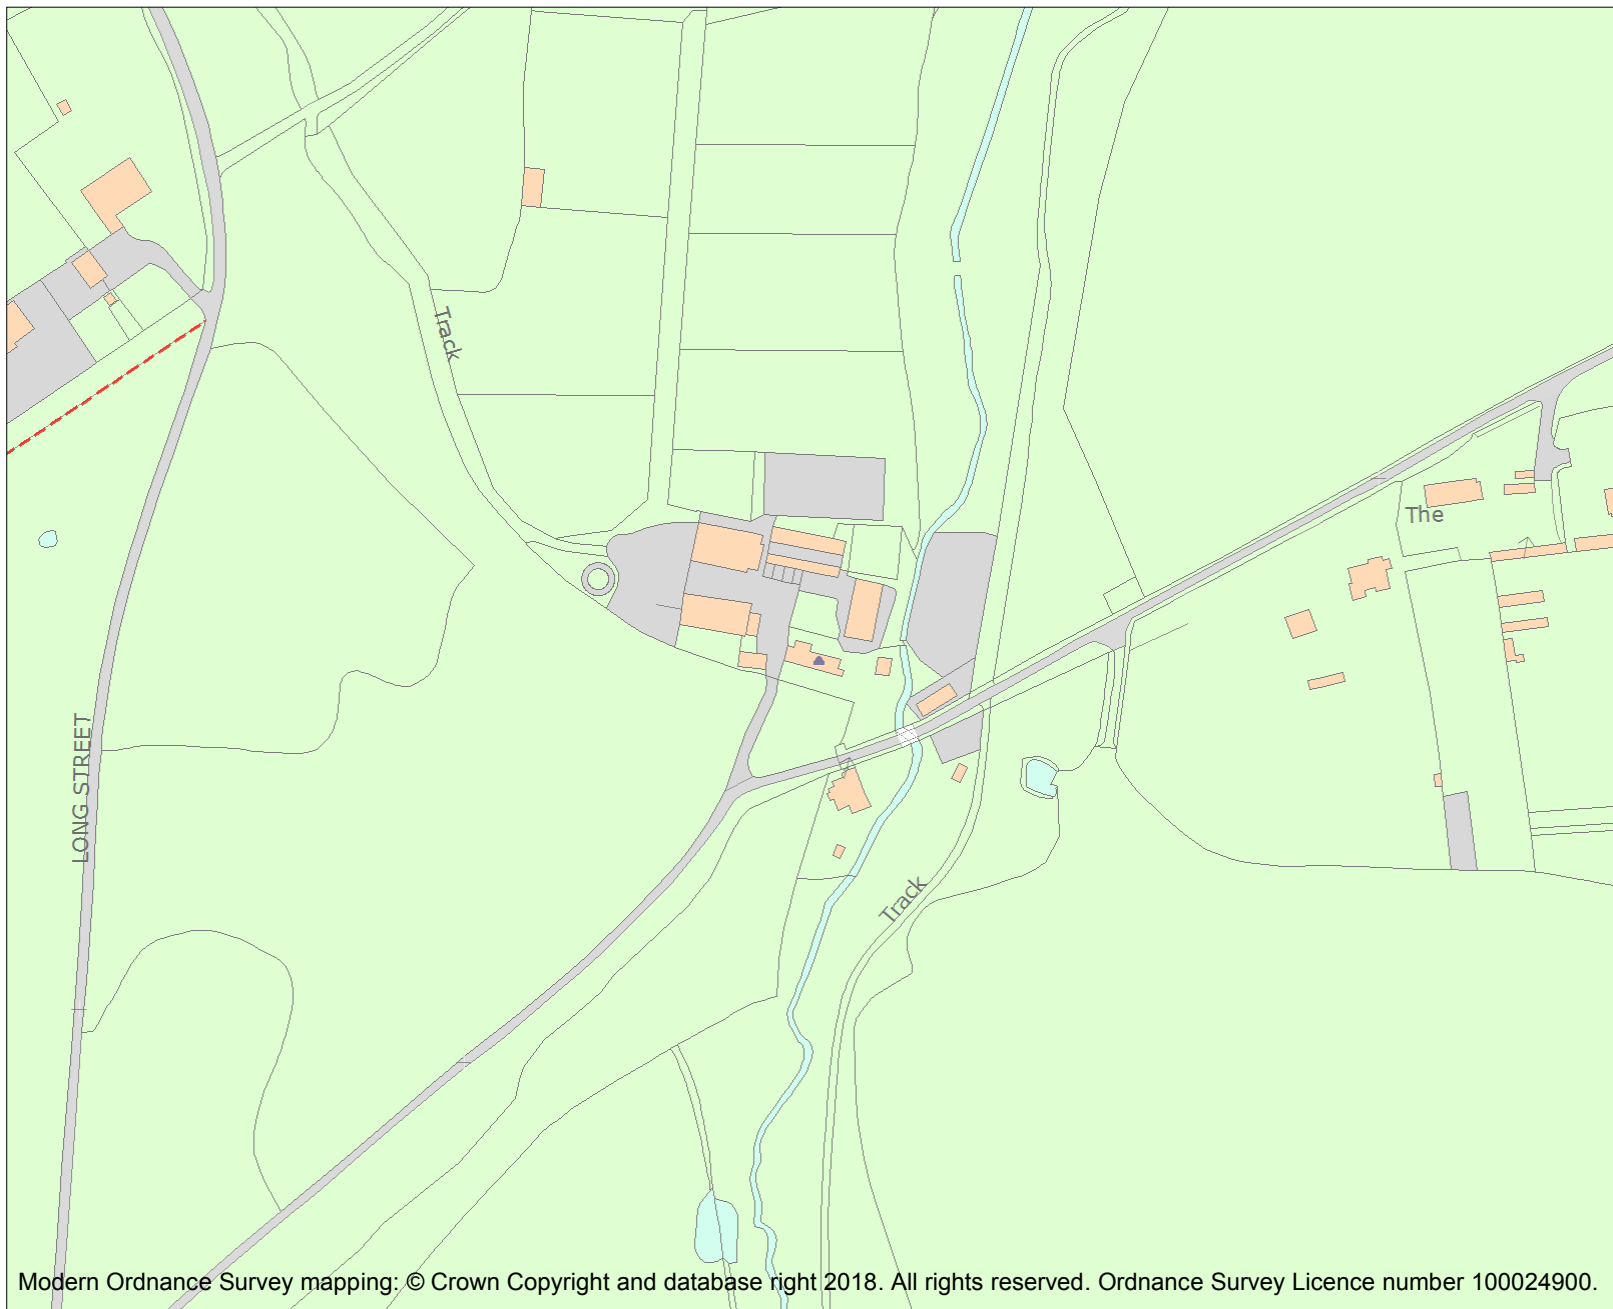 Track
The
LONG STREET
Track
Modern Ordnance Survey mapping: © Crown Copyright and database right 2018. All rights reserved. Ordnance Survey Licence number 100024900.